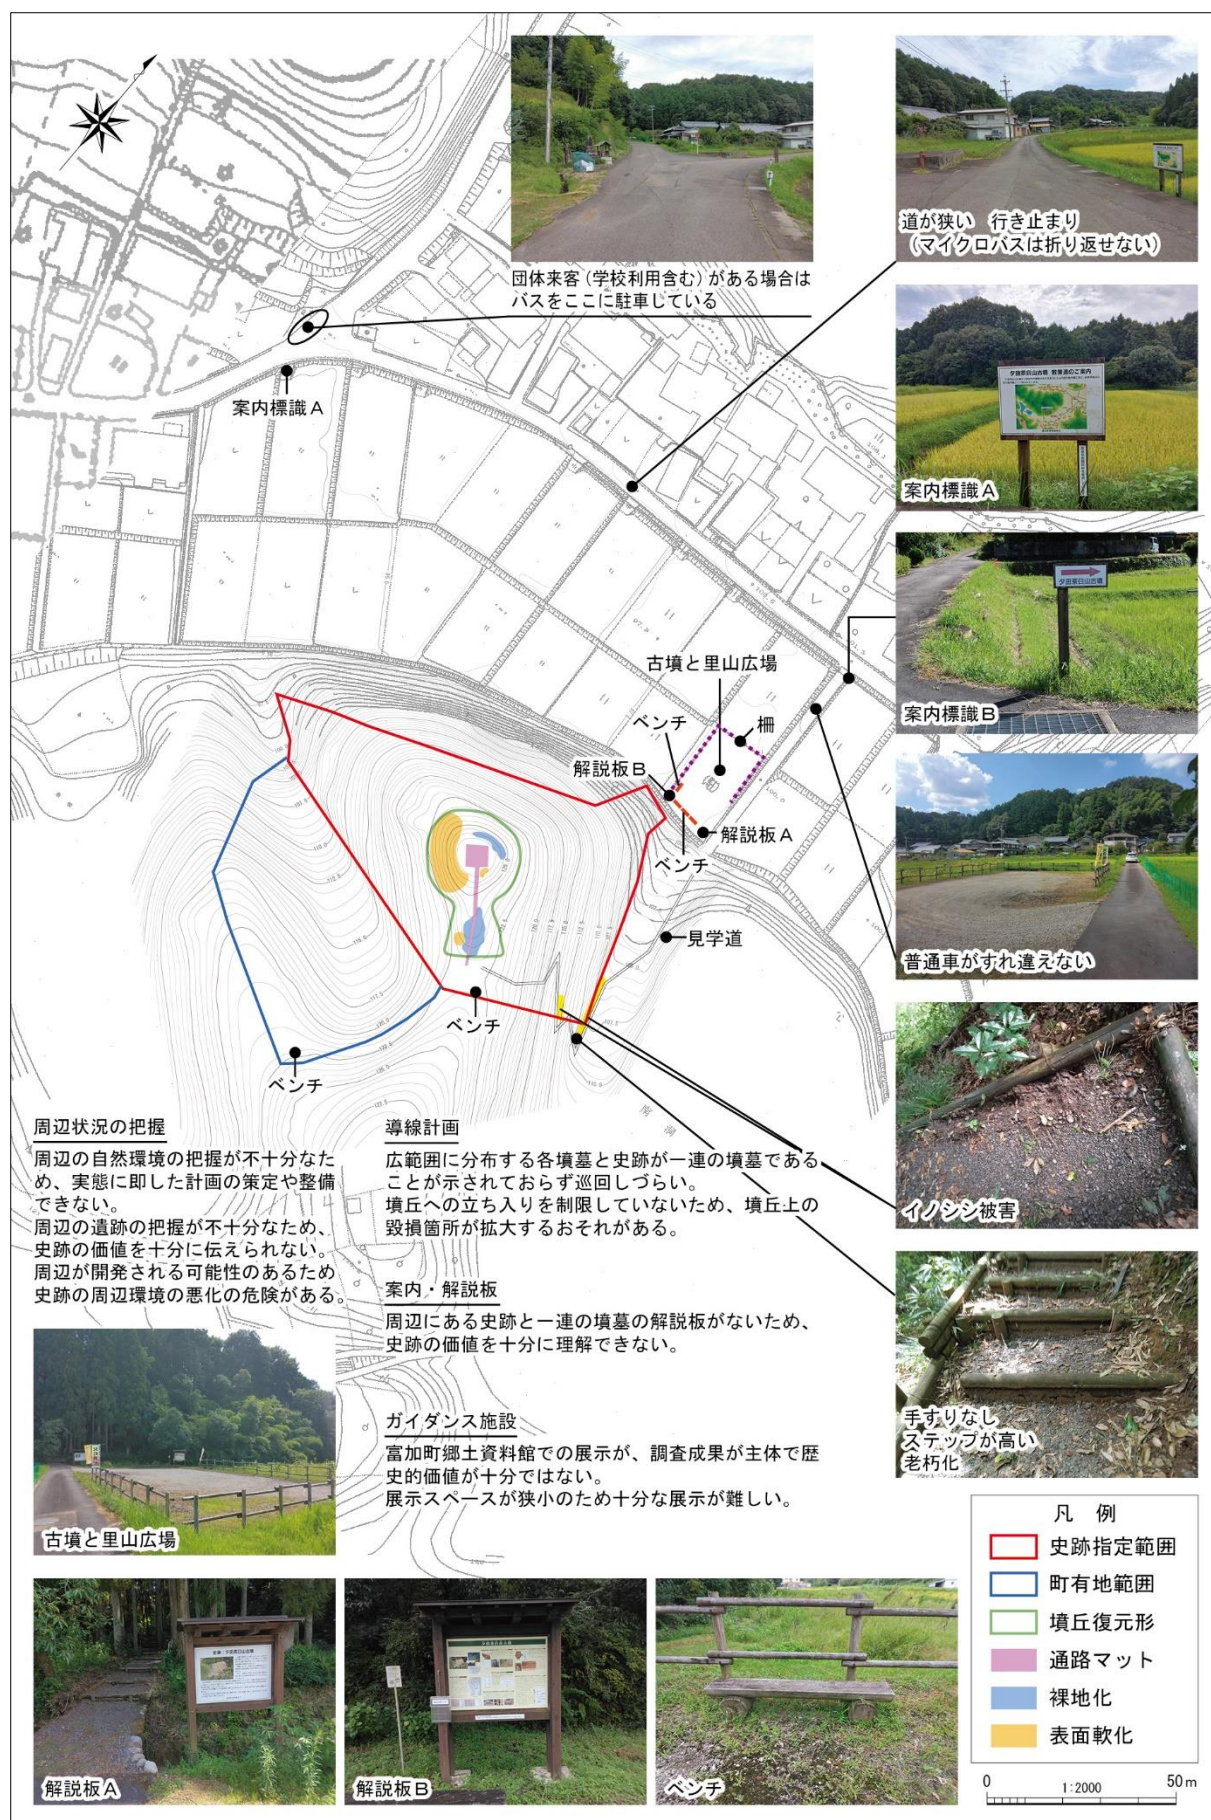 団体来客（学校利用含む）がある場合は
バスをここに駐車している
道が狭い　行き止まり
（マイクロバスは折り返せない）
案内標識A
夕田茶臼山古墳 散策道のご案内
案内標識A
夕田茶臼山古墳
案内標識B
古墳と里山広場
ベンチ
柵
解説板B
解説板A
ベンチ
普通車がすれ違えない
見学道
ベンチ
ベンチ
南洞
イノシシ被害
周辺状況の把握
周辺の自然環境の把握が不十分なた
め、実態に即した計画の策定や整備
できない。
周辺の遺跡の把握が不十分なため、
史跡の価値を十分に伝えられない。
周辺が開発される可能性のあるため
史跡の周辺環境の悪化の危険がある。
導線計画
広範囲に分布する各墳墓と史跡が一連の墳墓である
ことが示されておらず巡回しづらい。
墳丘への立ち入りを制限していないため、墳丘上の
毀損箇所が拡大するおそれがある。
案内・解説板
周辺にある史跡と一連の墳墓の解説板がないため、
史跡の価値を十分に理解できない。
ガイダンス施設
富加町郷土資料館での展示が、調査成果が主体で歴
史的価値が十分ではない。
展示スペースが狭小のため十分な展示が難しい。
手すりなし
ステップが高い
老朽化
古墳と里山広場
解説板A
解説板B
ベンチ
凡　例
史跡指定範囲
町有地範囲
墳丘復元形
通路マット
裸地化
表面軟化
0
1:2000
50m